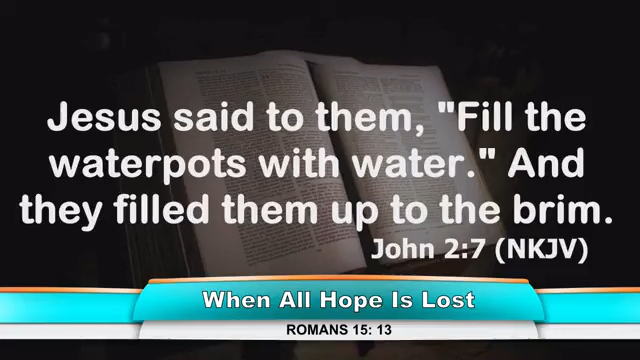 Jesus said to them, "Fill the
waterpots with water." And
they filled them up to the brim.
John 2:7 (NKJV)
When All Hope Is Lost
ROMANS 15: 13